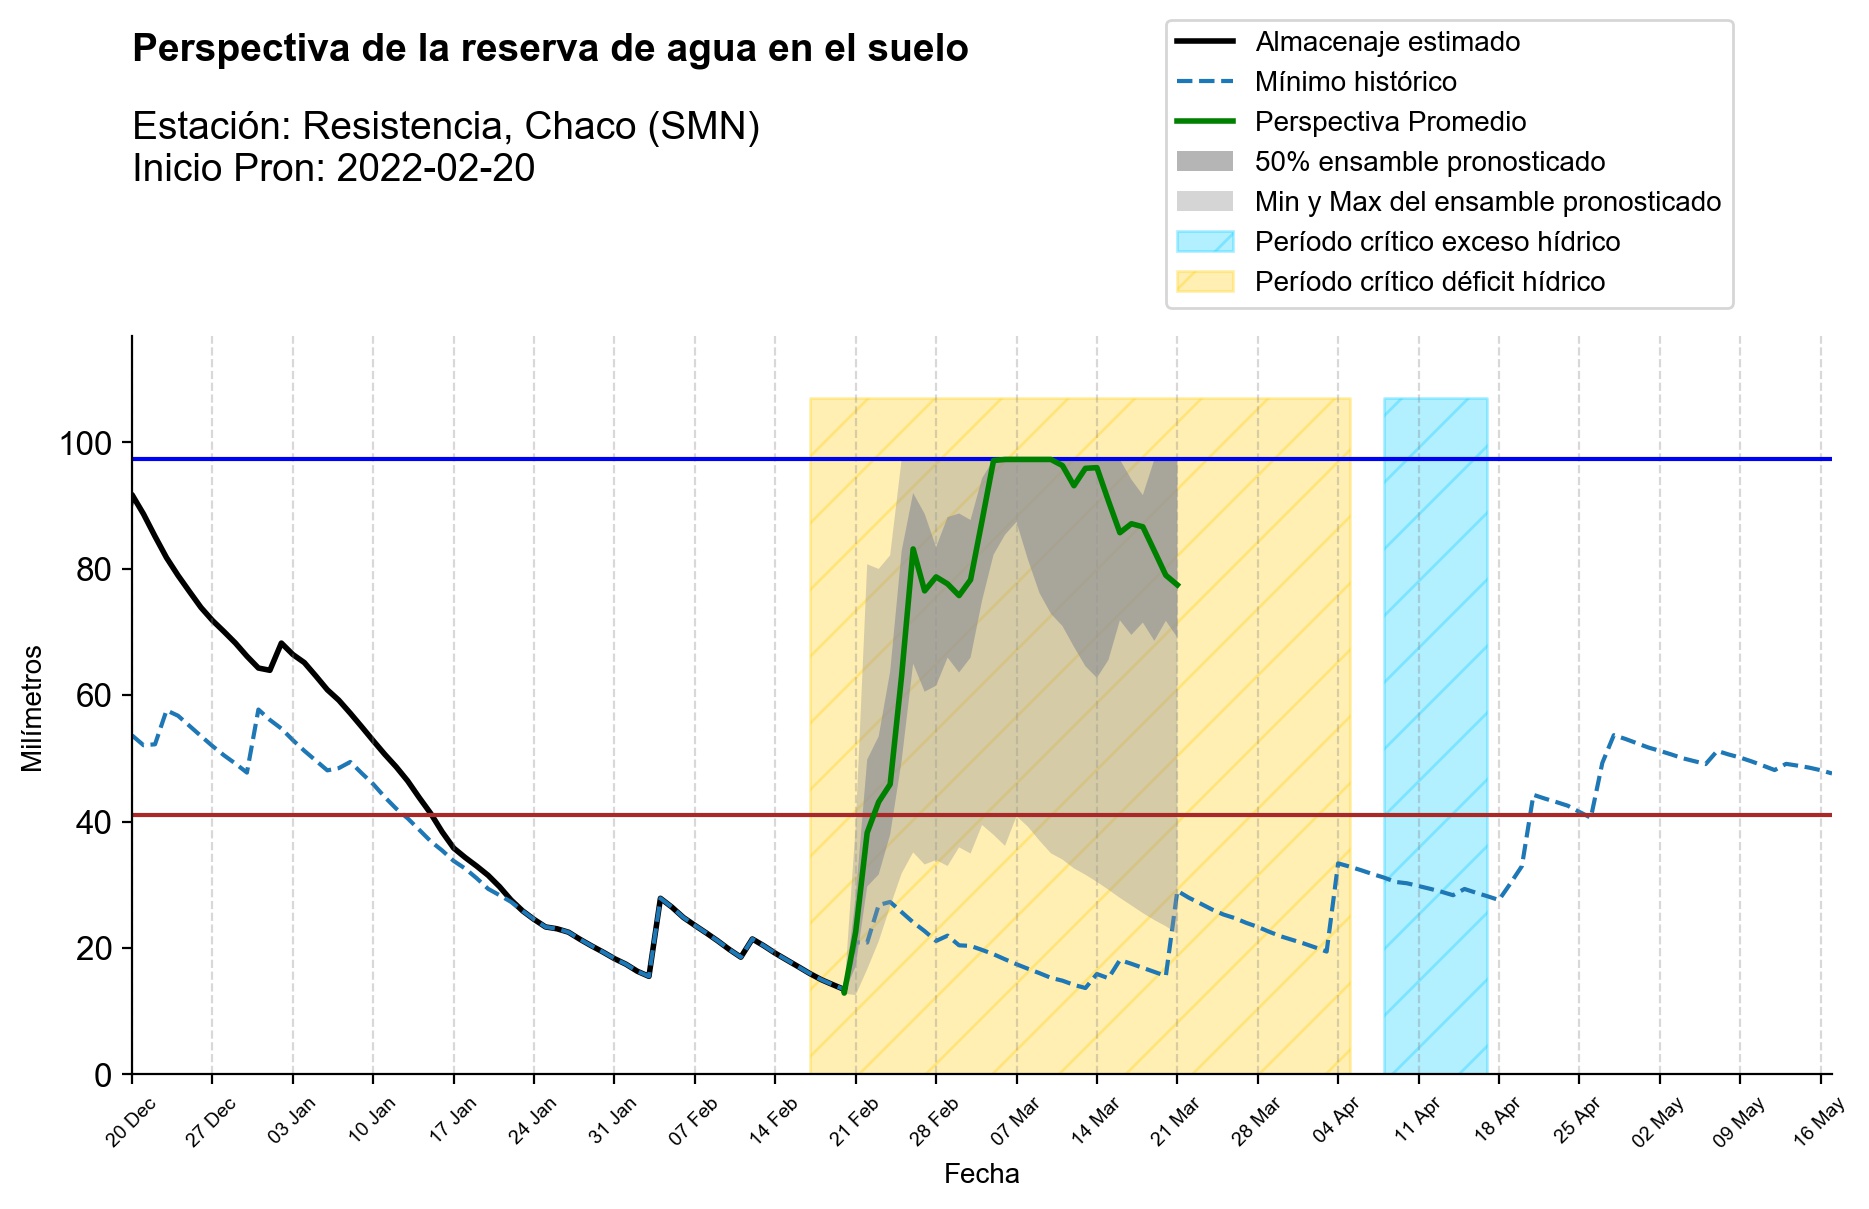 Perspectiva de la reserva de agua en el suelo
Estación: Resistencia, Chaco (SMN)
Inicio Pron: 2022-02-20
Almacenaje estimado
Mínimo histórico
Perspectiva Promedio
50% ensamble pronosticado
Min y Max del ensamble pronosticado
Período crítico exceso hídrico
Período crítico déficit hídrico
Milímetros
100
80
60
40
20
0
20 Dec
27 Dec
03 Jan
10 Jan
17 Jan
24 Jan
31 Jan
07 Feb
14 Feb
21 Feb
28 Feb
07 Mar
14 Mar
21 Mar
28 Mar
04 Apr
11 Apr
18 Apr
25 Apr
02 May
09 May
16 May
Fecha